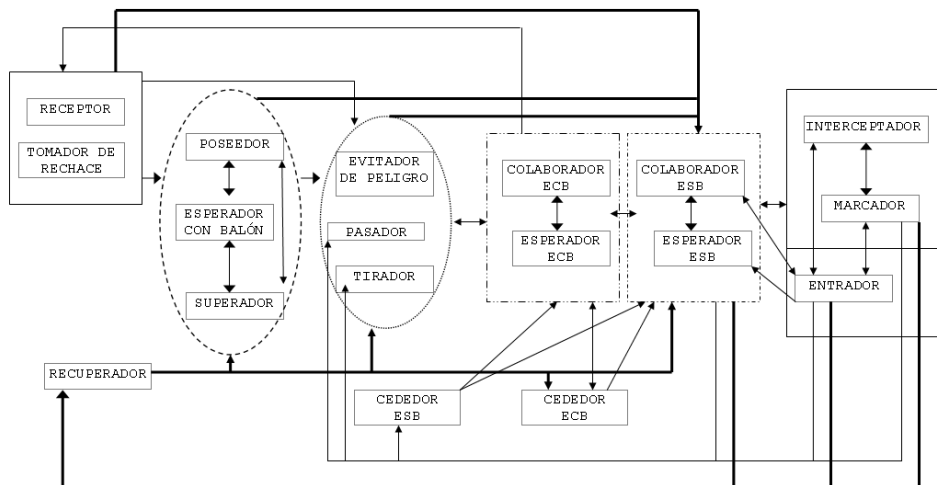 RECEPTOR
TOMADOR DE
RECHACE
POSEEDOR
ESPERADOR
CON BALÓN
SUPERADOR
EVITADOR
DE PELIGRO
PASADOR
TIRADOR
COLABORADOR
ECB
ESPERADOR
ECB
COLABORADOR
ESB
ESPERADOR
ESB
INTERCEPTADOR
MARCADOR
ENTRADOR
RECUPERADOR
CEDEDOR
ESB
CEDEDOR
ECB